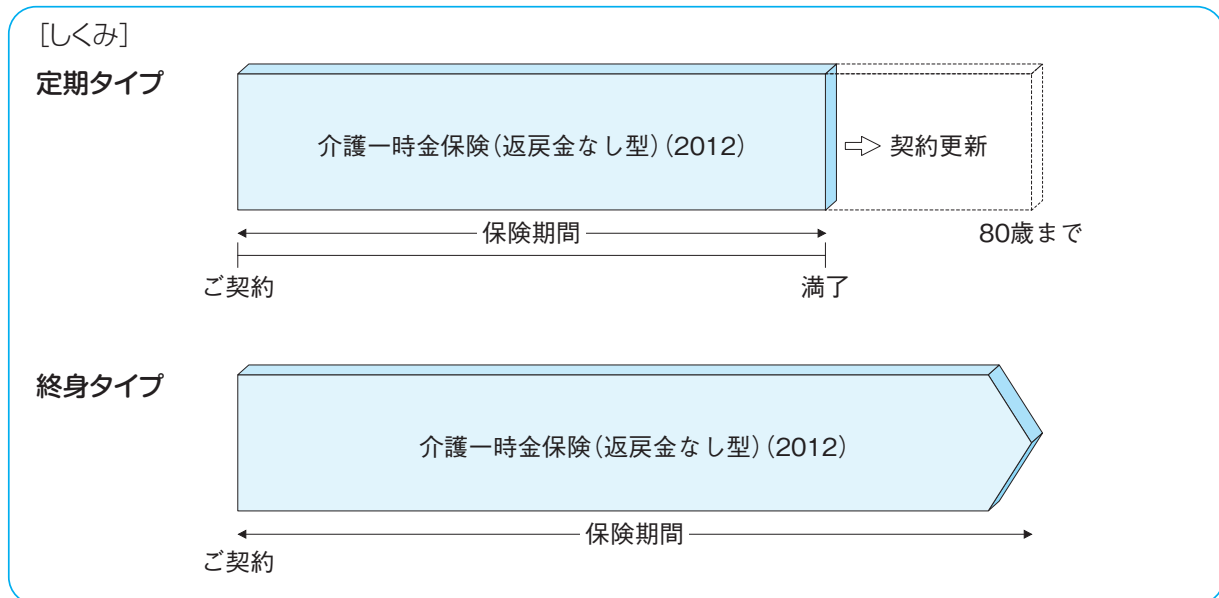 [しくみ]
定期タイプ
介護一時金保険(返戻金なし型)(2012)
⇨ 契約更新
保険期間
80歳まで
ご契約
満了
終身タイプ
介護一時金保険(返戻金なし型)(2012)
保険期間
ご契約